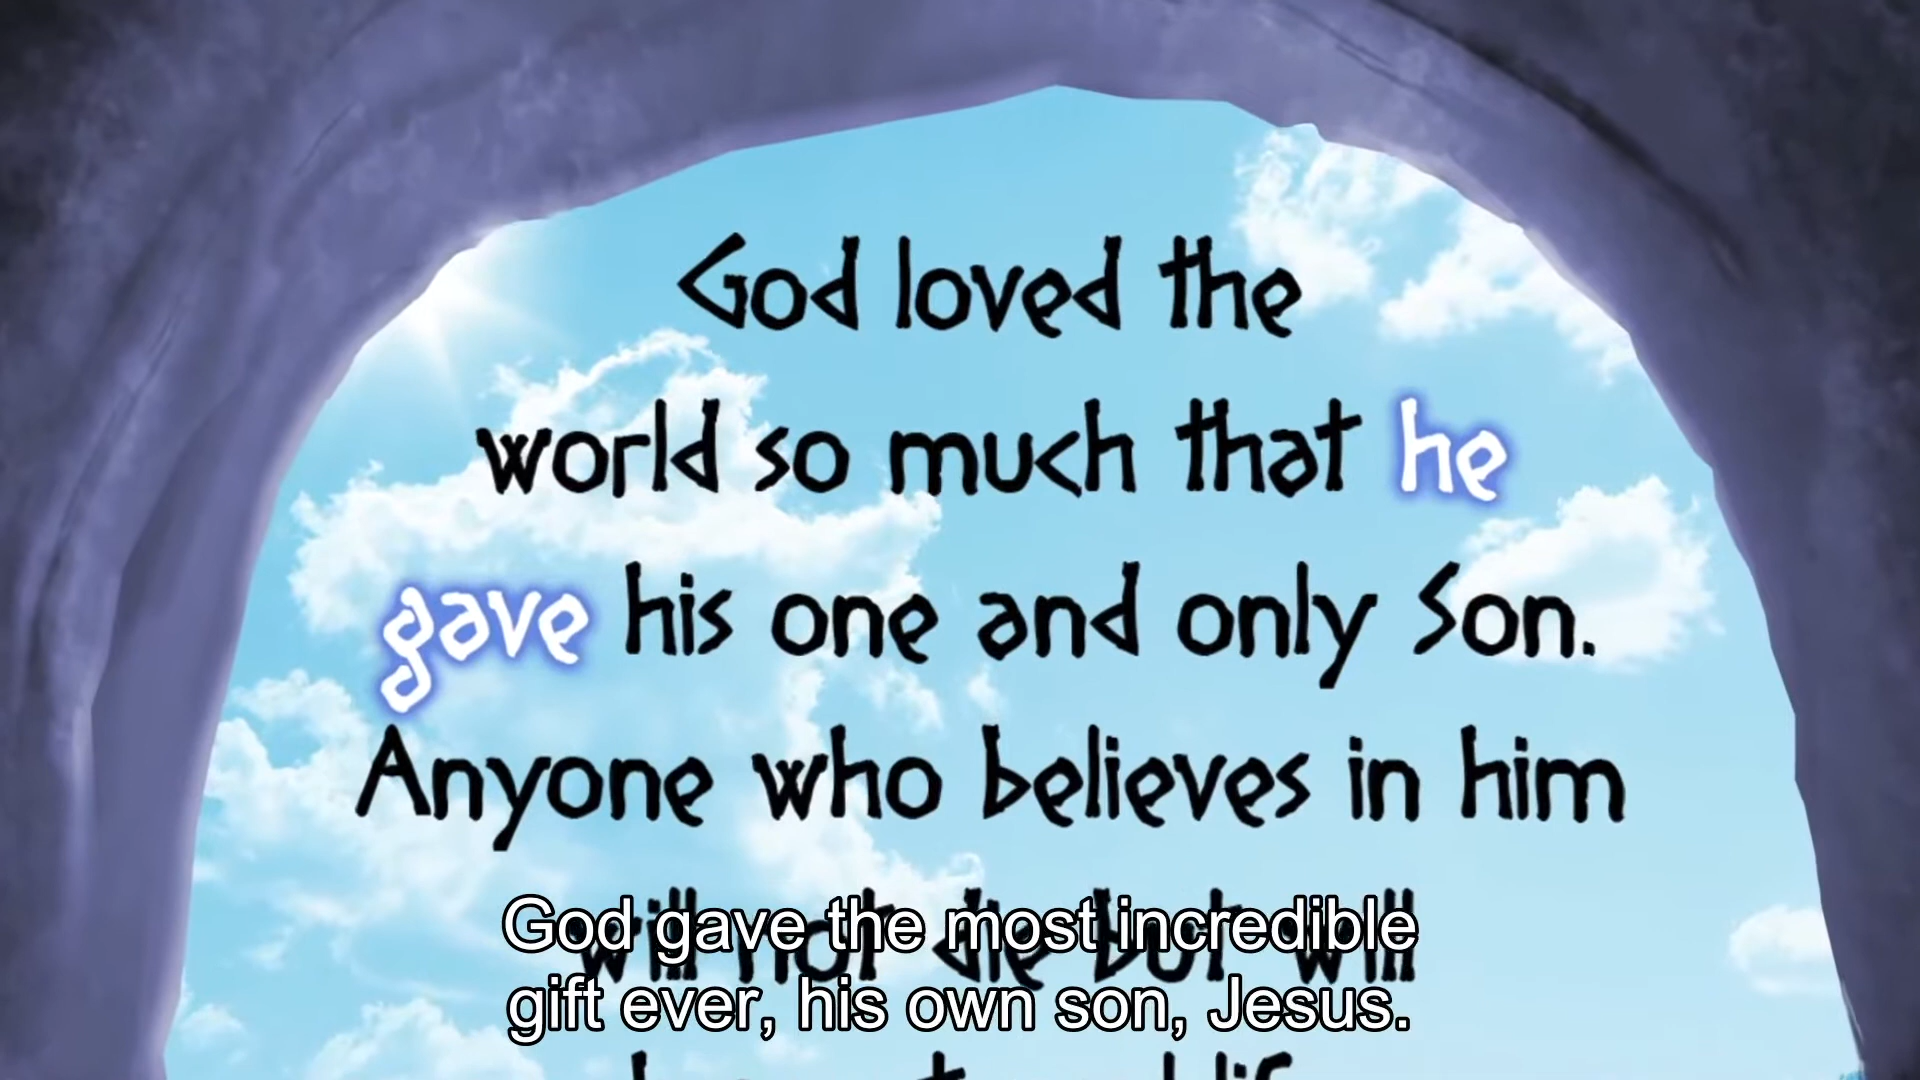 God loved the
world so much that he
gave his one and only Son.
Anyone who believes in him
will not die but will
God gave the most incredible
gift ever, his own son, Jesus.